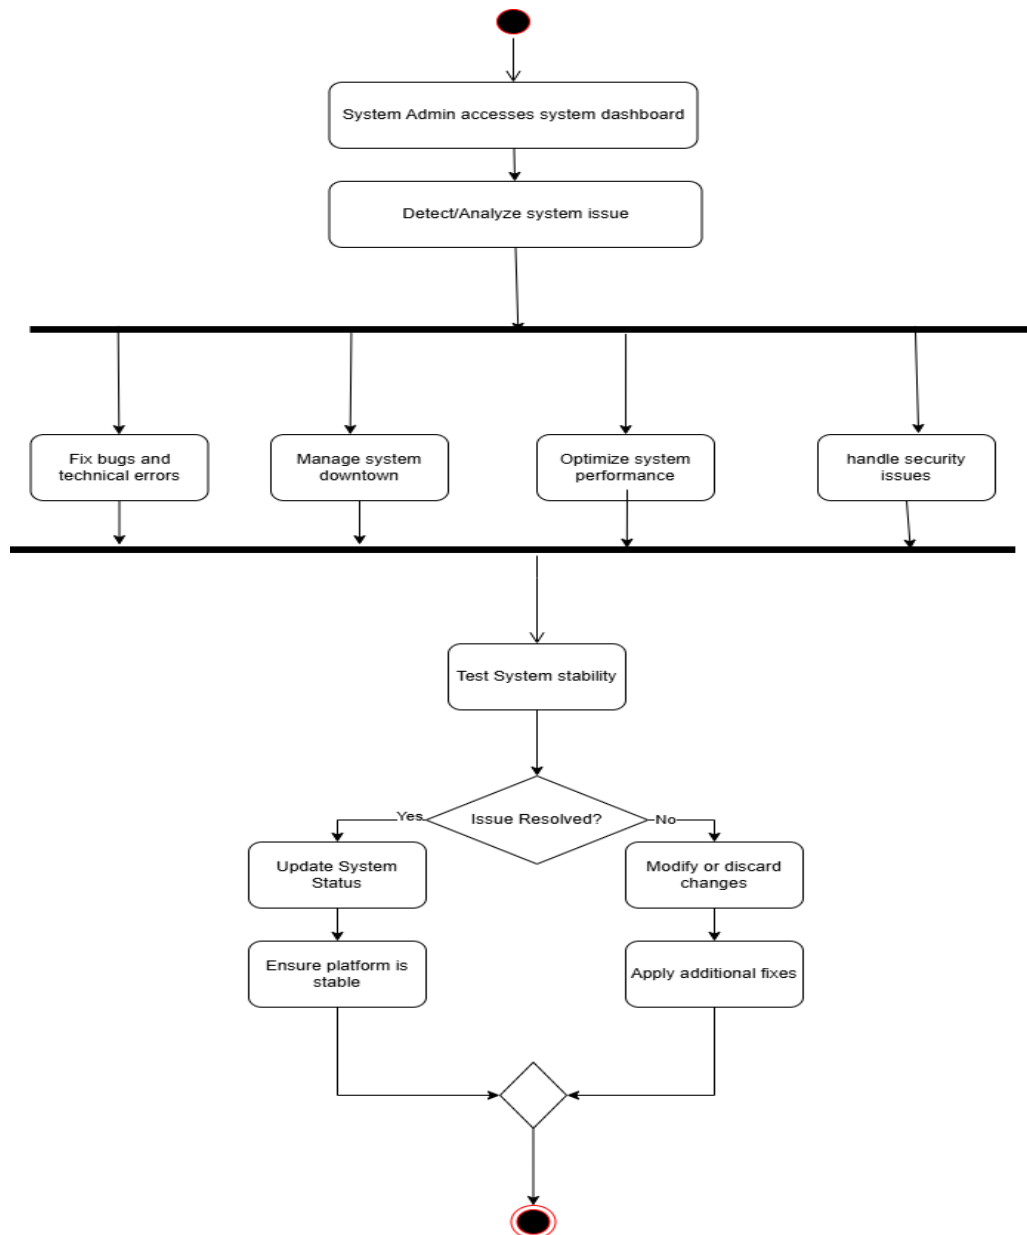 System Admin accesses system dashboard
Detect/Analyze system issue
Fix bugs and
technical errors
Manage system
downtown
Optimize system
performance
handle security
issues
Test System stability
Issue Resolved?
Yes
No
Update System
Status
Modify or discard
changes
Ensure platform is
stable
Apply additional fixes